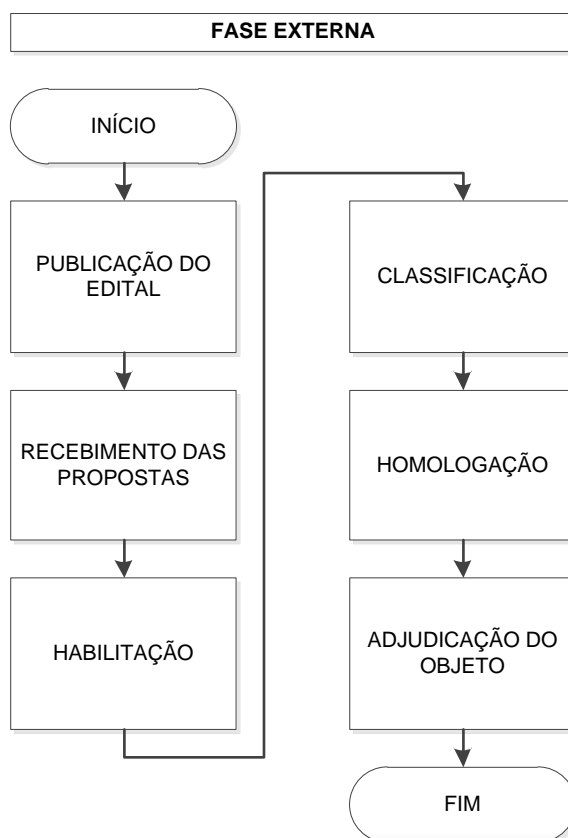 FASE EXTERNA
INÍCIO
PUBLICAÇÃO DO
EDITAL
RECEBIMENTO DAS
PROPOSTAS
HABILITAÇÃO
CLASSIFICAÇÃO
HOMOLOGAÇÃO
ADJUDICAÇÃO DO
OBJETO
FIM